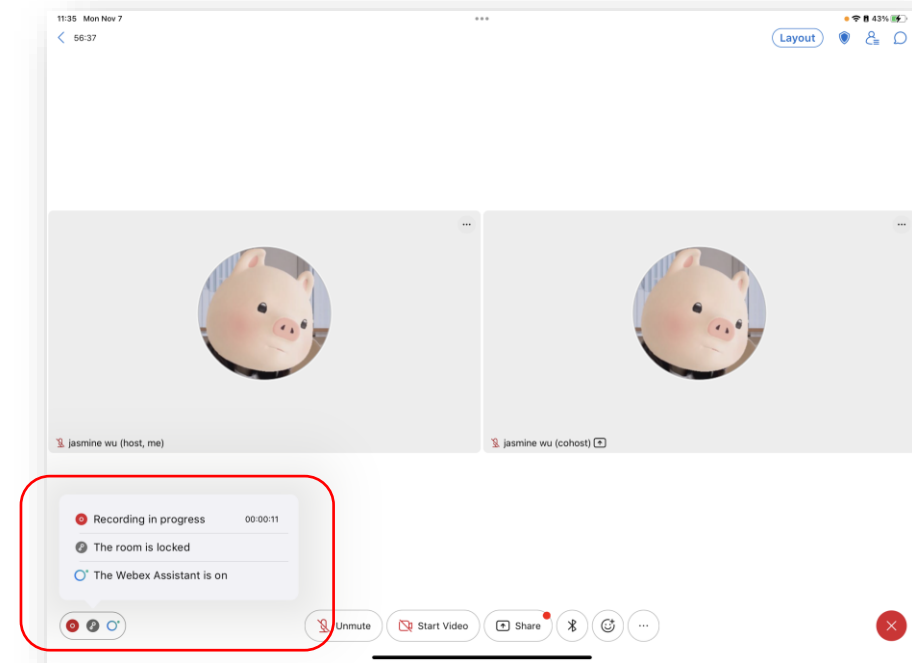 11:35 Mon Nov 7
43%
56:37
Layout
jasmine wu (host, me)
jasmine wu (cohost)
Recording in progress 00:00:11
The room is locked
The Webex Assistant is on
Unmute
Start Video
Share